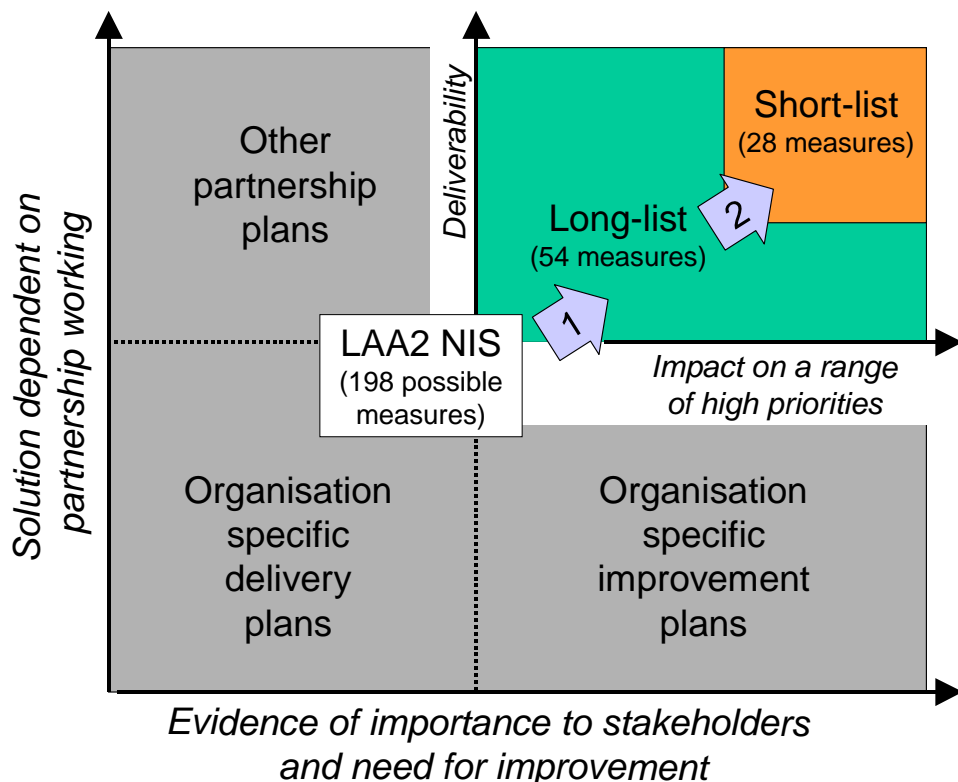 Solution dependent on
partnership working
Other
partnership
plans
Deliverability
Short-list
(28 measures)
2
Long-list
(54 measures)
1
LAA2 NIS
(198 possible
measures)
Impact on a range
of high priorities
Organisation
specific
delivery
plans
Organisation
specific
improvement
plans
Evidence of importance to stakeholders
and need for improvement